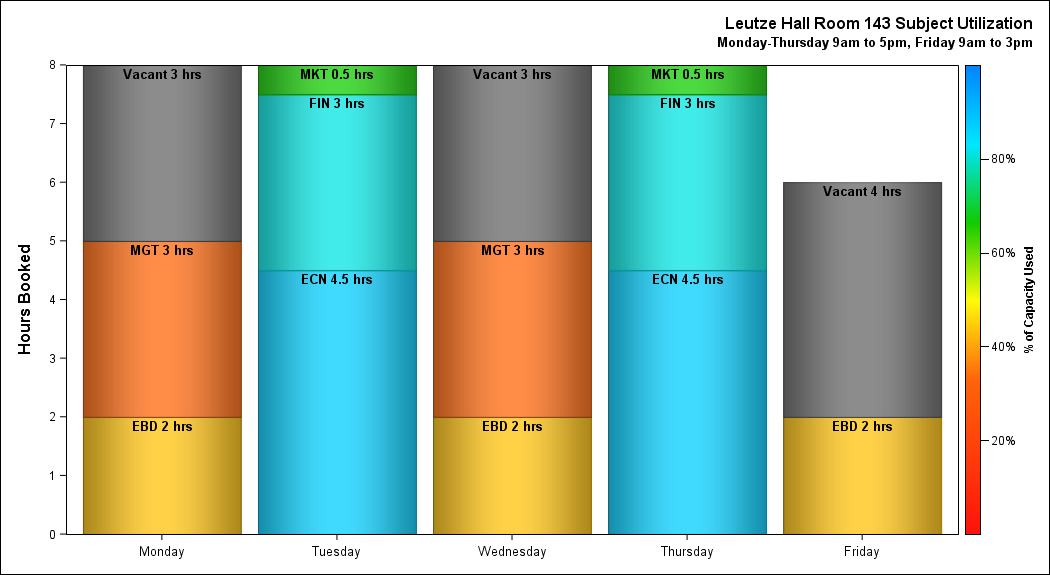 Leutze Hall Room 143 Subject Utilization
Monday-Thursday 9am to 5pm, Friday 9am to 3pm
Hours Booked
8
7
6
5
4
3
2
1
0
Vacant 3 hrs
MGT 3 hrs
EBD 2 hrs
MKT 0.5 hrs
FIN 3 hrs
ECN 4.5 hrs
Vacant 3 hrs
MGT 3 hrs
EBD 2 hrs
MKT 0.5 hrs
FIN 3 hrs
ECN 4.5 hrs
Vacant 4 hrs
EBD 2 hrs
Monday
Tuesday
Wednesday
Thursday
Friday
80%
60%
40%
20%
% of Capacity Used